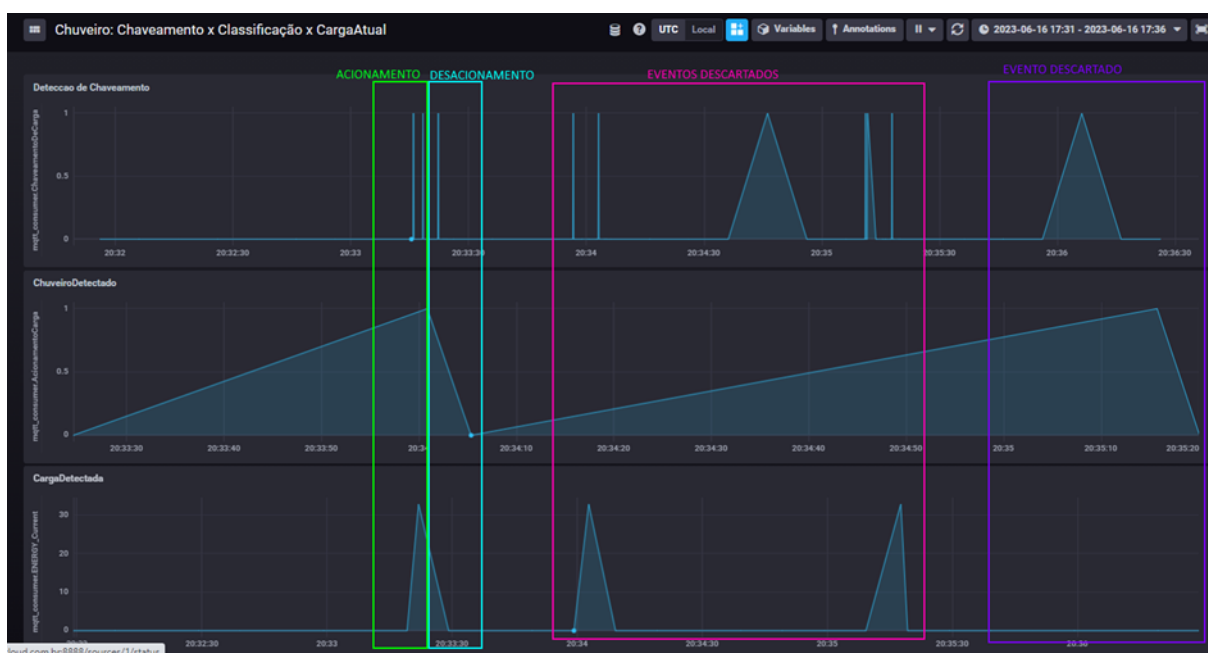 Chuveiro: Chaveamento x Classificação x CargaAtual
UTC Local Variables Annotations 2023-06-16 17:31 - 2023-06-16 17:36
ACIONAMENTO DESACIONAMENTO EVENTOS DESCARTADOS EVENTO DESCARTADO
Deteccao de Chaveamento
mqtt_consumer.ChaveamentoDeCarga
1
0.5
0
20:32 20:32:30 20:33 20:33:30 20:34 20:34:30 20:35 20:35:30 20:36 20:36:30
ChuveiroDetectado
mqtt_consumer.AcionamentoCarga
1
0.5
0
20:33:30 20:33:40 20:33:50 20:34 20:34:10 20:34:20 20:34:30 20:34:40 20:34:50 20:35 20:35:10 20:35:20
CargaDetectada
mqtt_consumer.ENERGY_Current
30
20
10
0
20:32:30 20:33 20:33:30 20:34 20:34:30 20:35 20:35:30 20:36